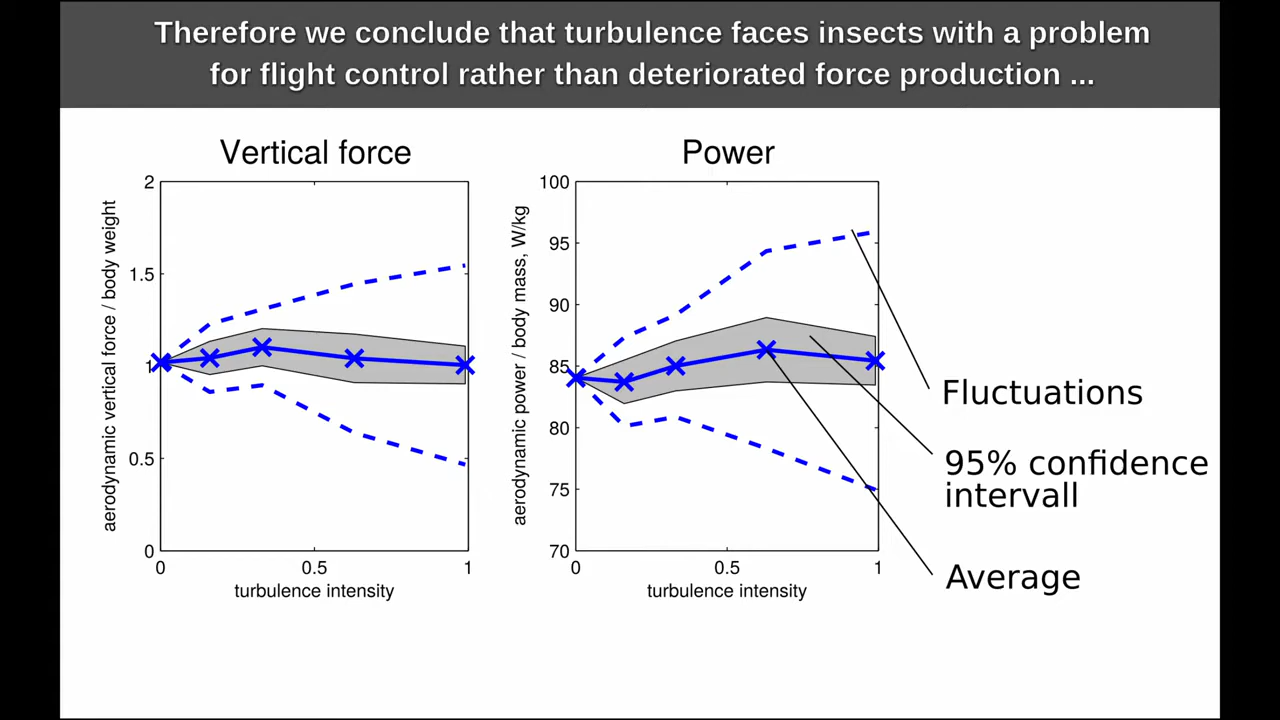 Therefore we conclude that turbulence faces insects with a problem
for flight control rather than deteriorated force production ...
Vertical force
aerodynamic vertical force / body weight
2
1.5
1
0.5
0
0
0.5
1
turbulence intensity
Power
aerodynamic power / body mass, W/kg
100
95
90
85
80
75
70
0
0.5
1
turbulence intensity
Fluctuations
95% confidence
intervall
Average